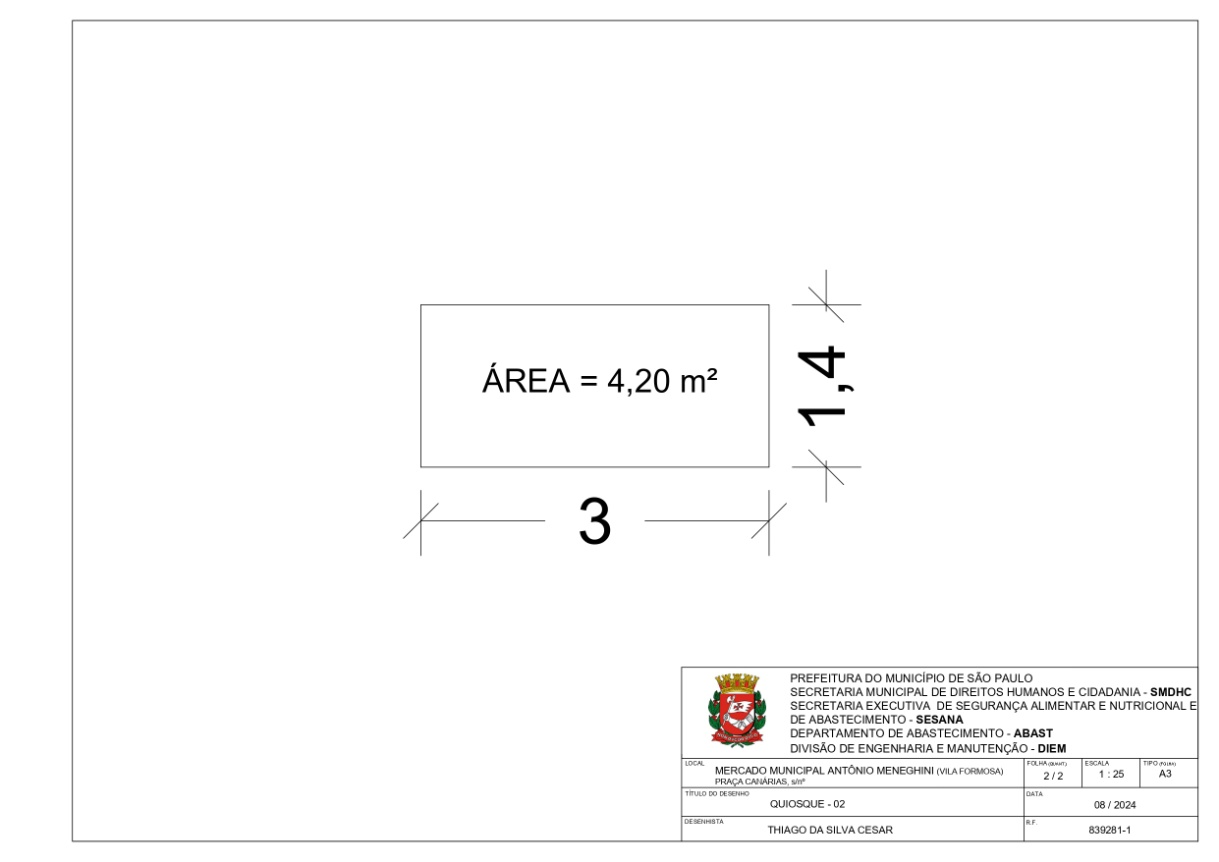 ÁREA = 4,20 m²
1,4
3
PREFEITURA DO MUNICÍPIO DE SÃO PAULO
SECRETARIA MUNICIPAL DE DIREITOS HUMANOS E CIDADANIA - SMDHC
SECRETARIA EXECUTIVA DE SEGURANÇA ALIMENTAR E NUTRICIONAL E
DE ABASTECIMENTO - SESANA
DEPARTAMENTO DE ABASTECIMENTO - ABAST
DIVISÃO DE ENGENHARIA E MANUTENÇÃO - DIEM
LOCAL
MERCADO MUNICIPAL ANTÔNIO MENEGHINI (VILA FORMOSA)
PRAÇA CANÁRIAS, s/nº
FOLHA (QUANT.)
2 / 2
ESCALA
1 : 25
TIPO (FOLHA)
A3
TÍTULO DO DESENHO
QUIOSQUE - 02
DATA
08 / 2024
DESENHISTA
THIAGO DA SILVA CESAR
R.F.
839281-1